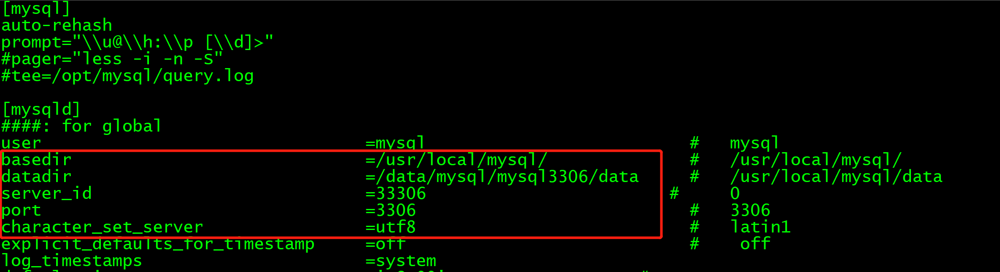 [mysql]
auto-rehash
prompt="\\u@\\h:\\p [\\d]>"
#pager="less -i -n -S"
#tee=/opt/mysql/query.log
[mysqld]
####: for global
user =mysql # mysql
basedir =/usr/local/mysql/ # /usr/local/mysql/
datadir =/data/mysql/mysql3306/data # /usr/local/mysql/data
server_id =33306 # 0
port =3306 # 3306
character_set_server =utf8 # latin1
explicit_defaults_for_timestamp =off # off
log_timestamps =system